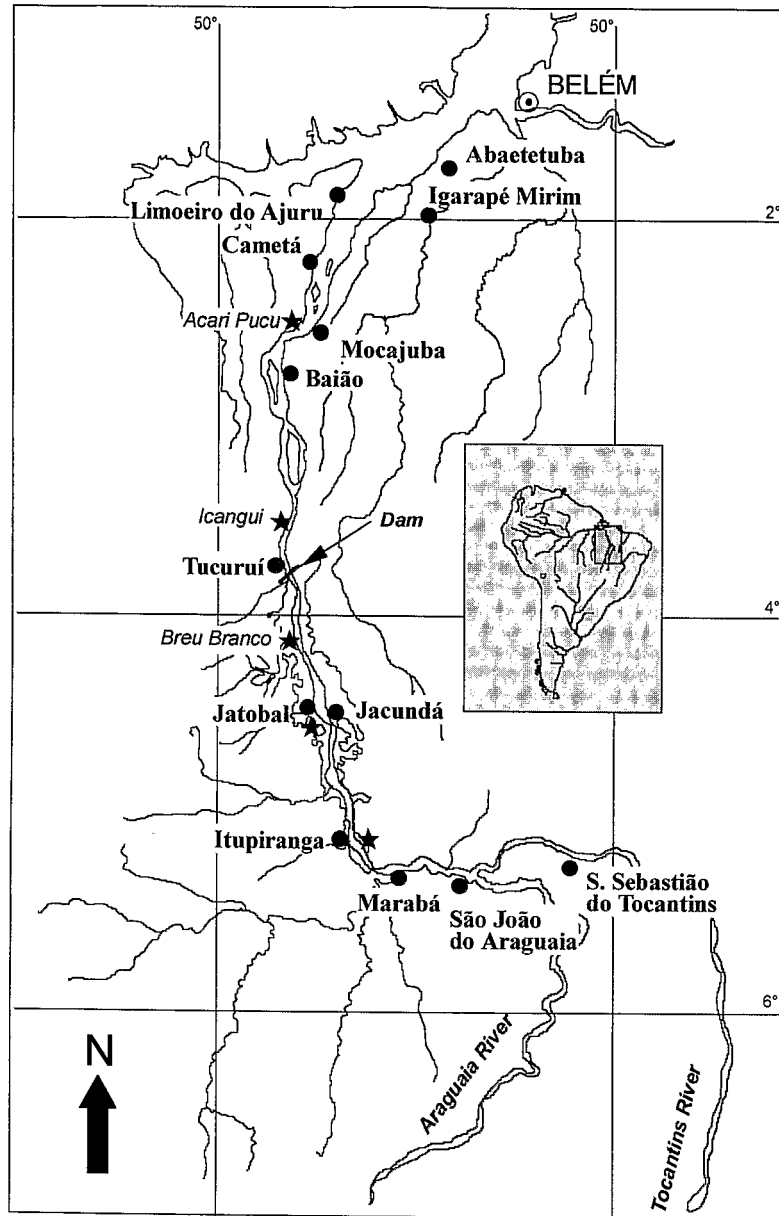 50°
50°
BELÉM
Abaetetuba
Igarapé Mirim
Limoeiro do Ajuru
2°
Cametá
Acari Pucu
Mocajuba
Baião
Icangui
Dam
Tucuruí
4°
Breu Branco
Jatobal
Jacundá
Itupiranga
Marabá
São João
do Araguaia
S. Sebastião
do Tocantins
6°
N
Araguaia River
Tocantins River